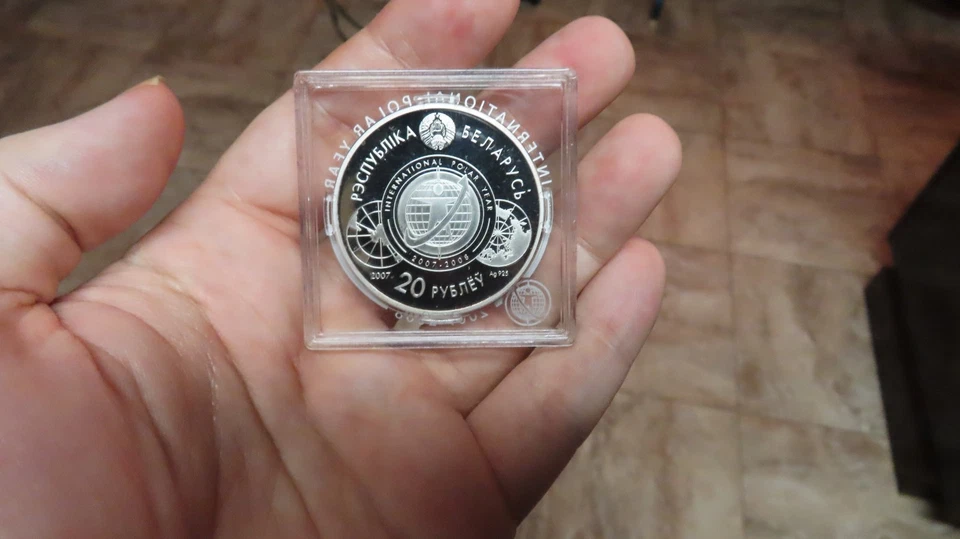 INTERNATIONAL POLAR YEAR
РЭСПУБЛІКА БЕЛАРУСЬ
INTERNATIONAL POLAR YEAR
2007-2008
2007
Ag 925
20 РУБЛЁЎ